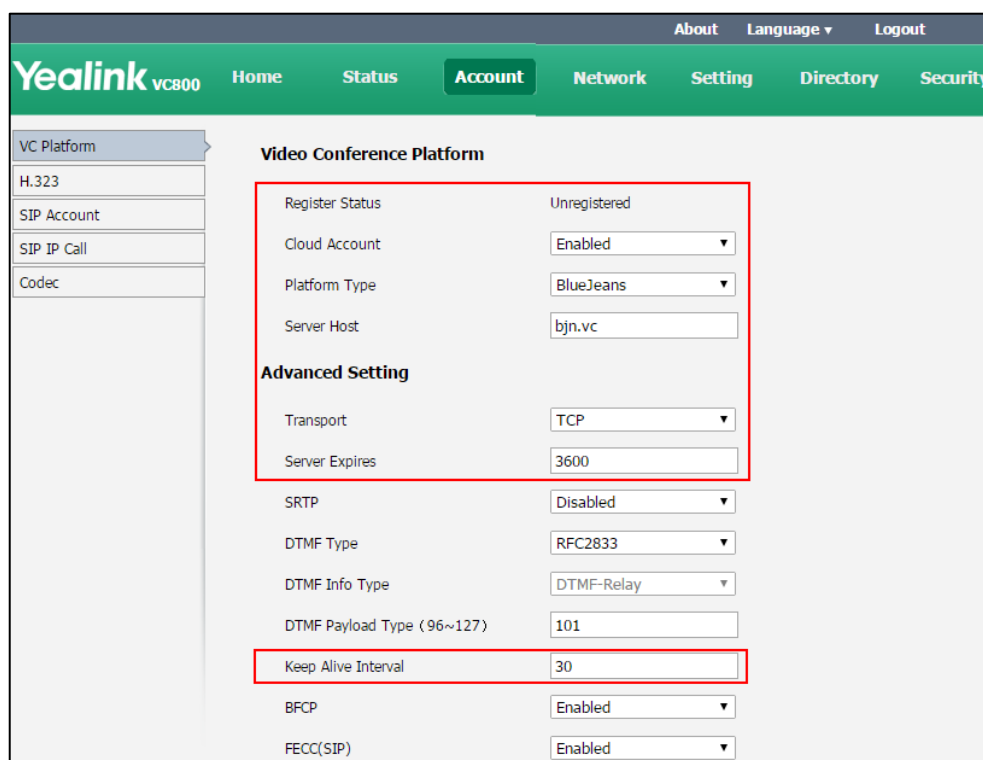 About Language ▾ Logout
Yealink VC800 Home Status Account Network Setting Directory Security
VC Platform
H.323
SIP Account
SIP IP Call
Codec
Video Conference Platform
Register Status Unregistered
Cloud Account Enabled
Platform Type BlueJeans
Server Host bjn.vc
Advanced Setting
Transport TCP
Server Expires 3600
SRTP Disabled
DTMF Type RFC2833
DTMF Info Type DTMF-Relay
DTMF Payload Type (96~127) 101
Keep Alive Interval 30
BFCP Enabled
FECC(SIP) Enabled